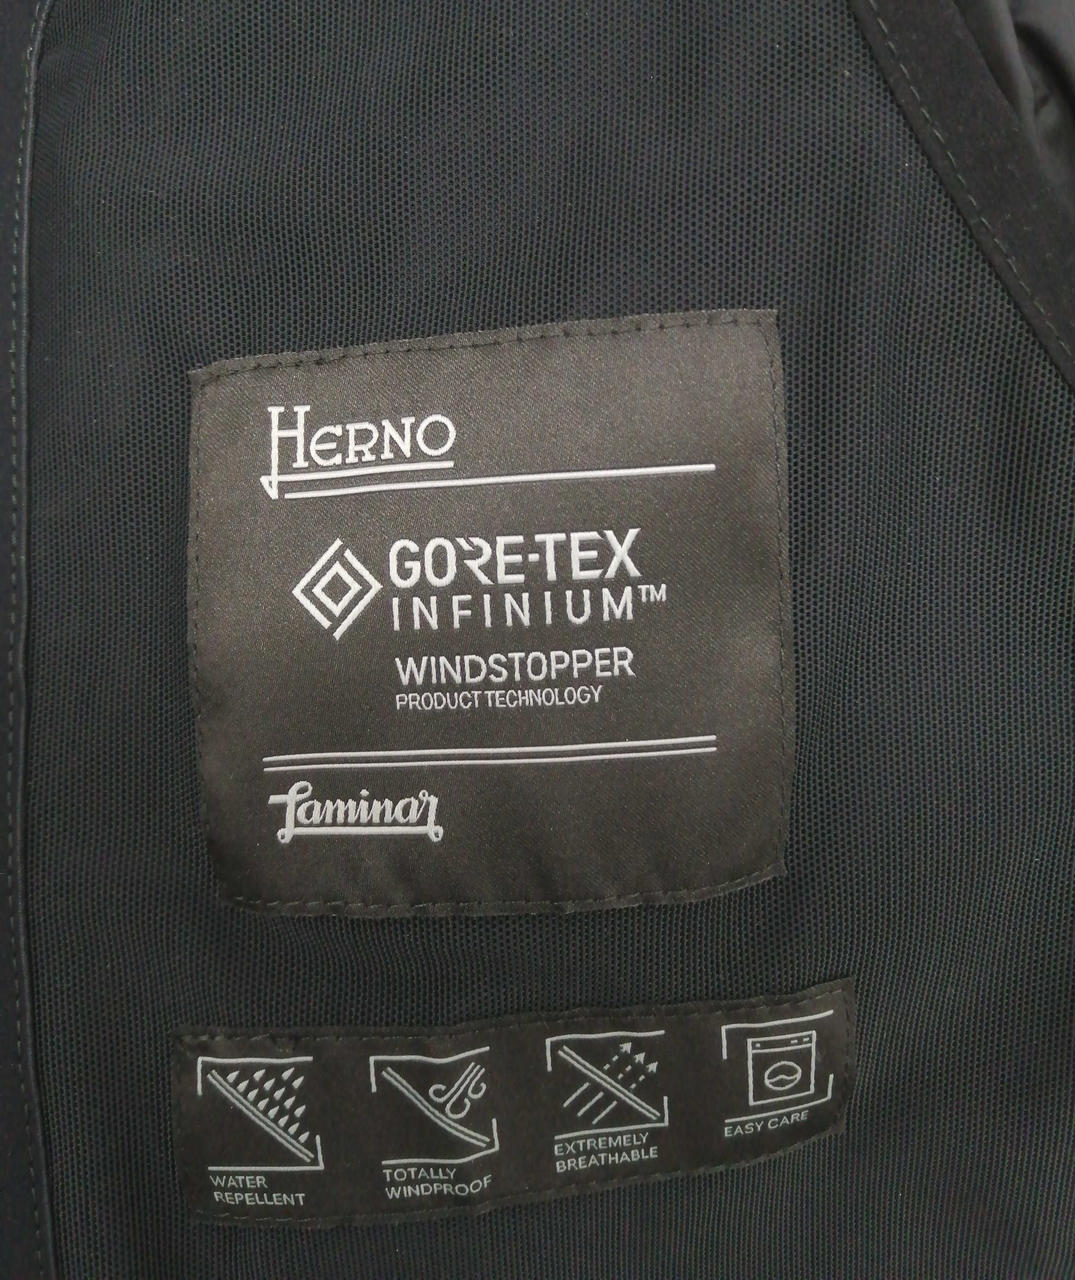 HERNO
GORE-TEX
INFINIUM™
WINDSTOPPER
PRODUCT TECHNOLOGY
Laminar
WATER
REPELLENT
TOTALLY
WINDPROOF
EXTREMELY
BREATHABLE
EASY CARE